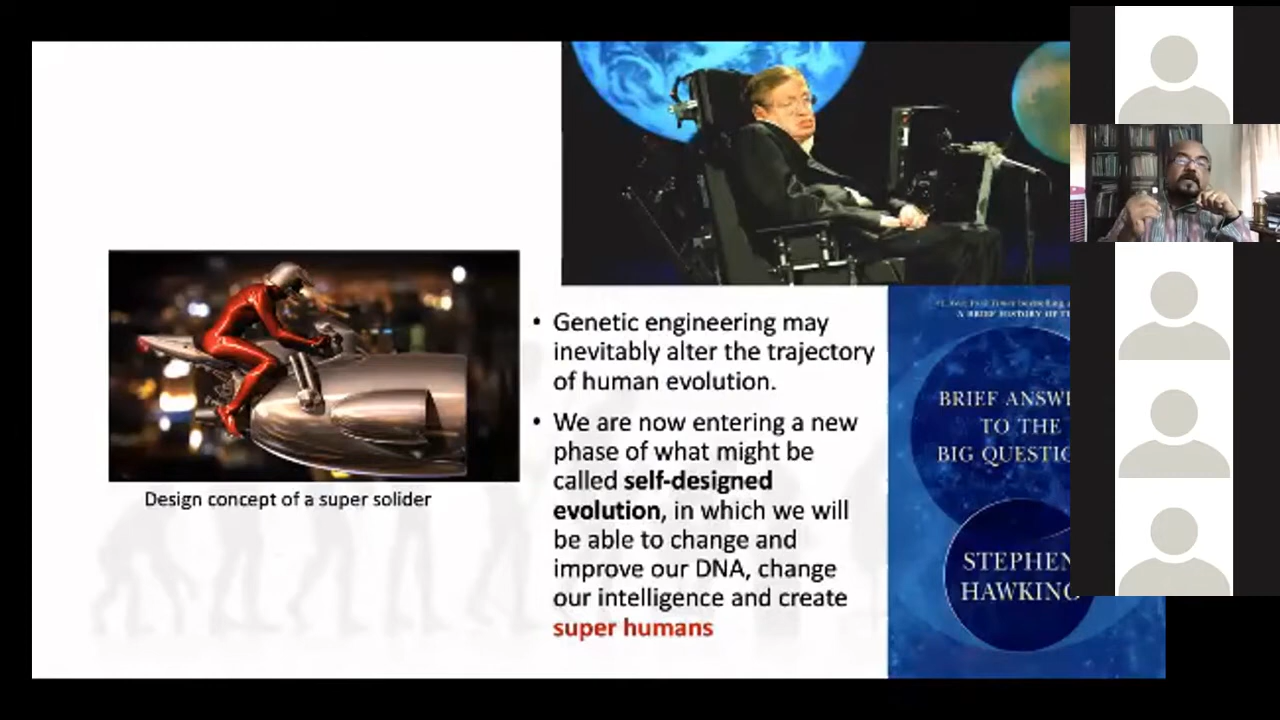 Design concept of a super solider
• Genetic engineering may
inevitably alter the trajectory
of human evolution.
• We are now entering a new
phase of what might be
called self-designed
evolution, in which we will
be able to change and
improve our DNA, change
our intelligence and create
super humans
A BRIEF HISTORY OF
BRIEF ANSW
TO THE
BIG QUESTIO
STEPHEN
HAWKING